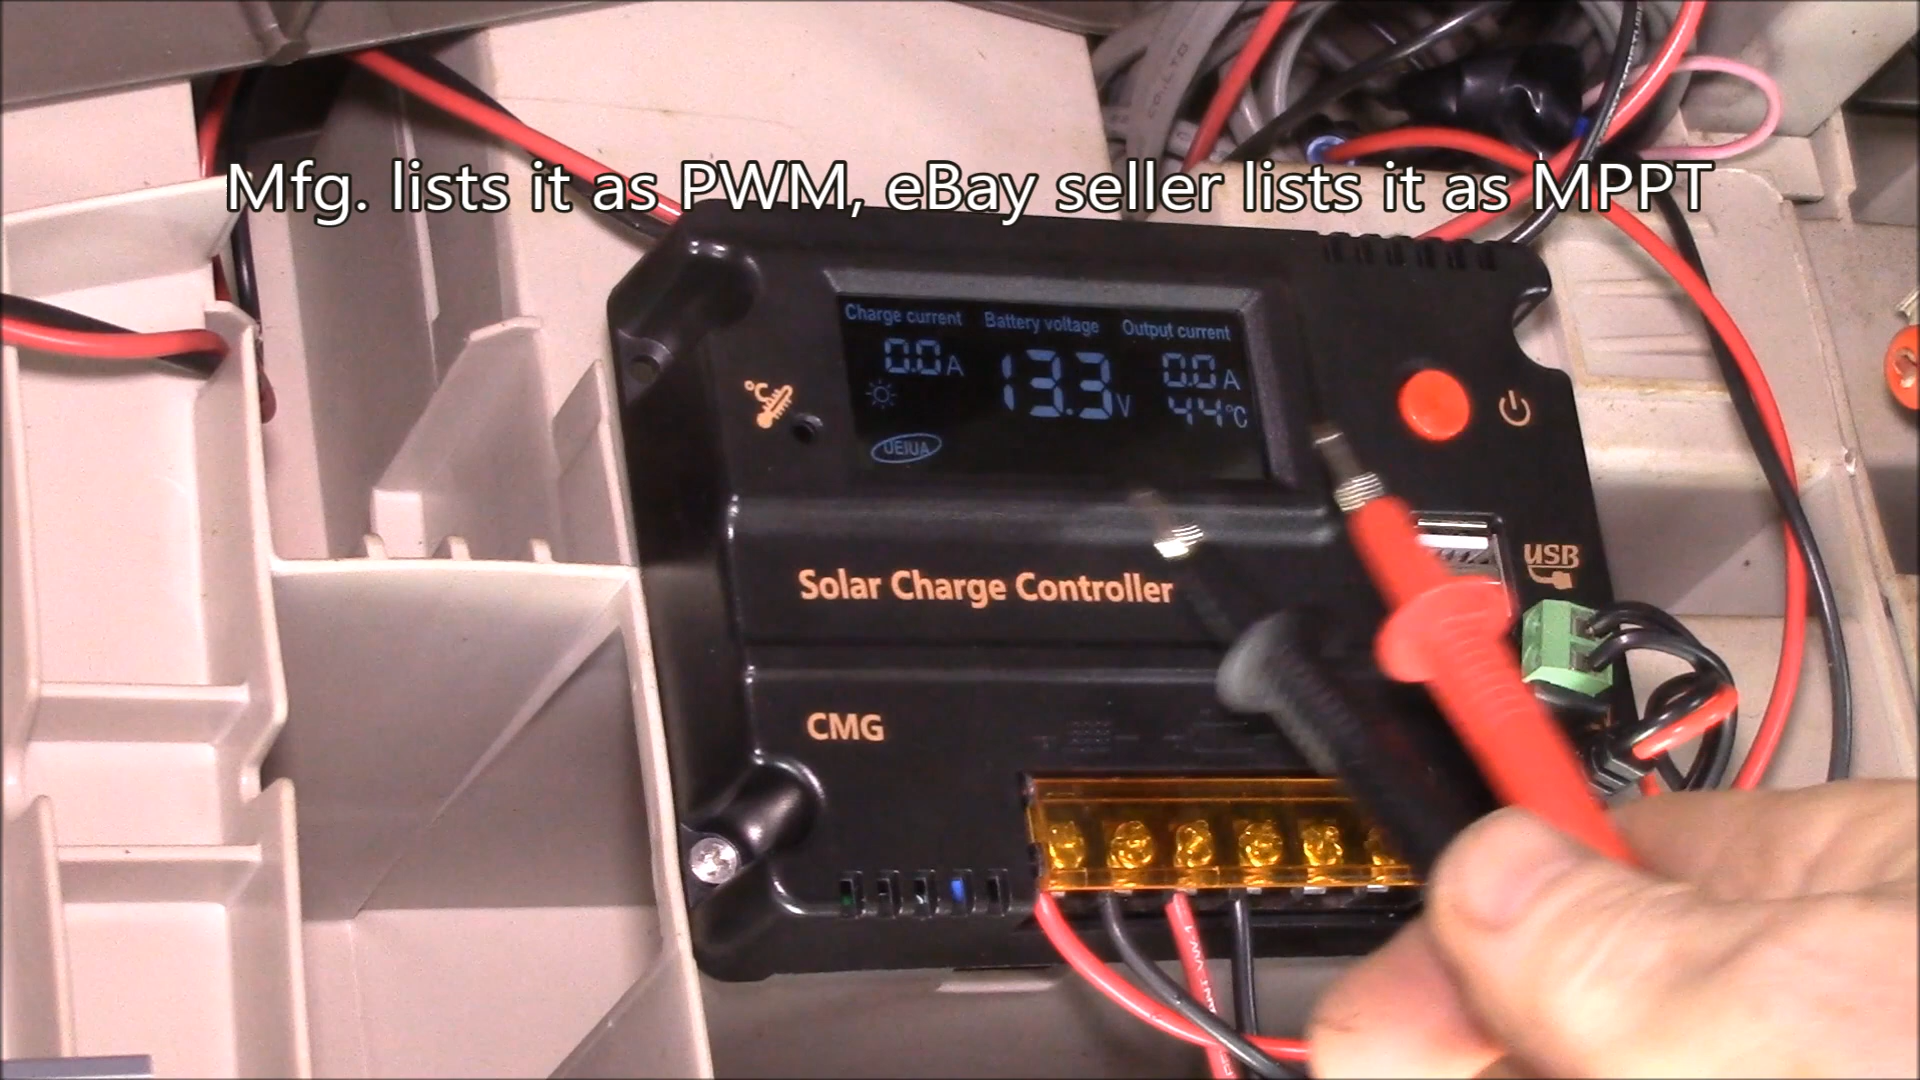 Mfg. lists it as PWM, eBay seller lists it as MPPT
Charge current Battery voltage Output current
0.0A 13.3V 0.0A
44°C
UEIUA
°C
USB
Solar Charge Controller
CMG